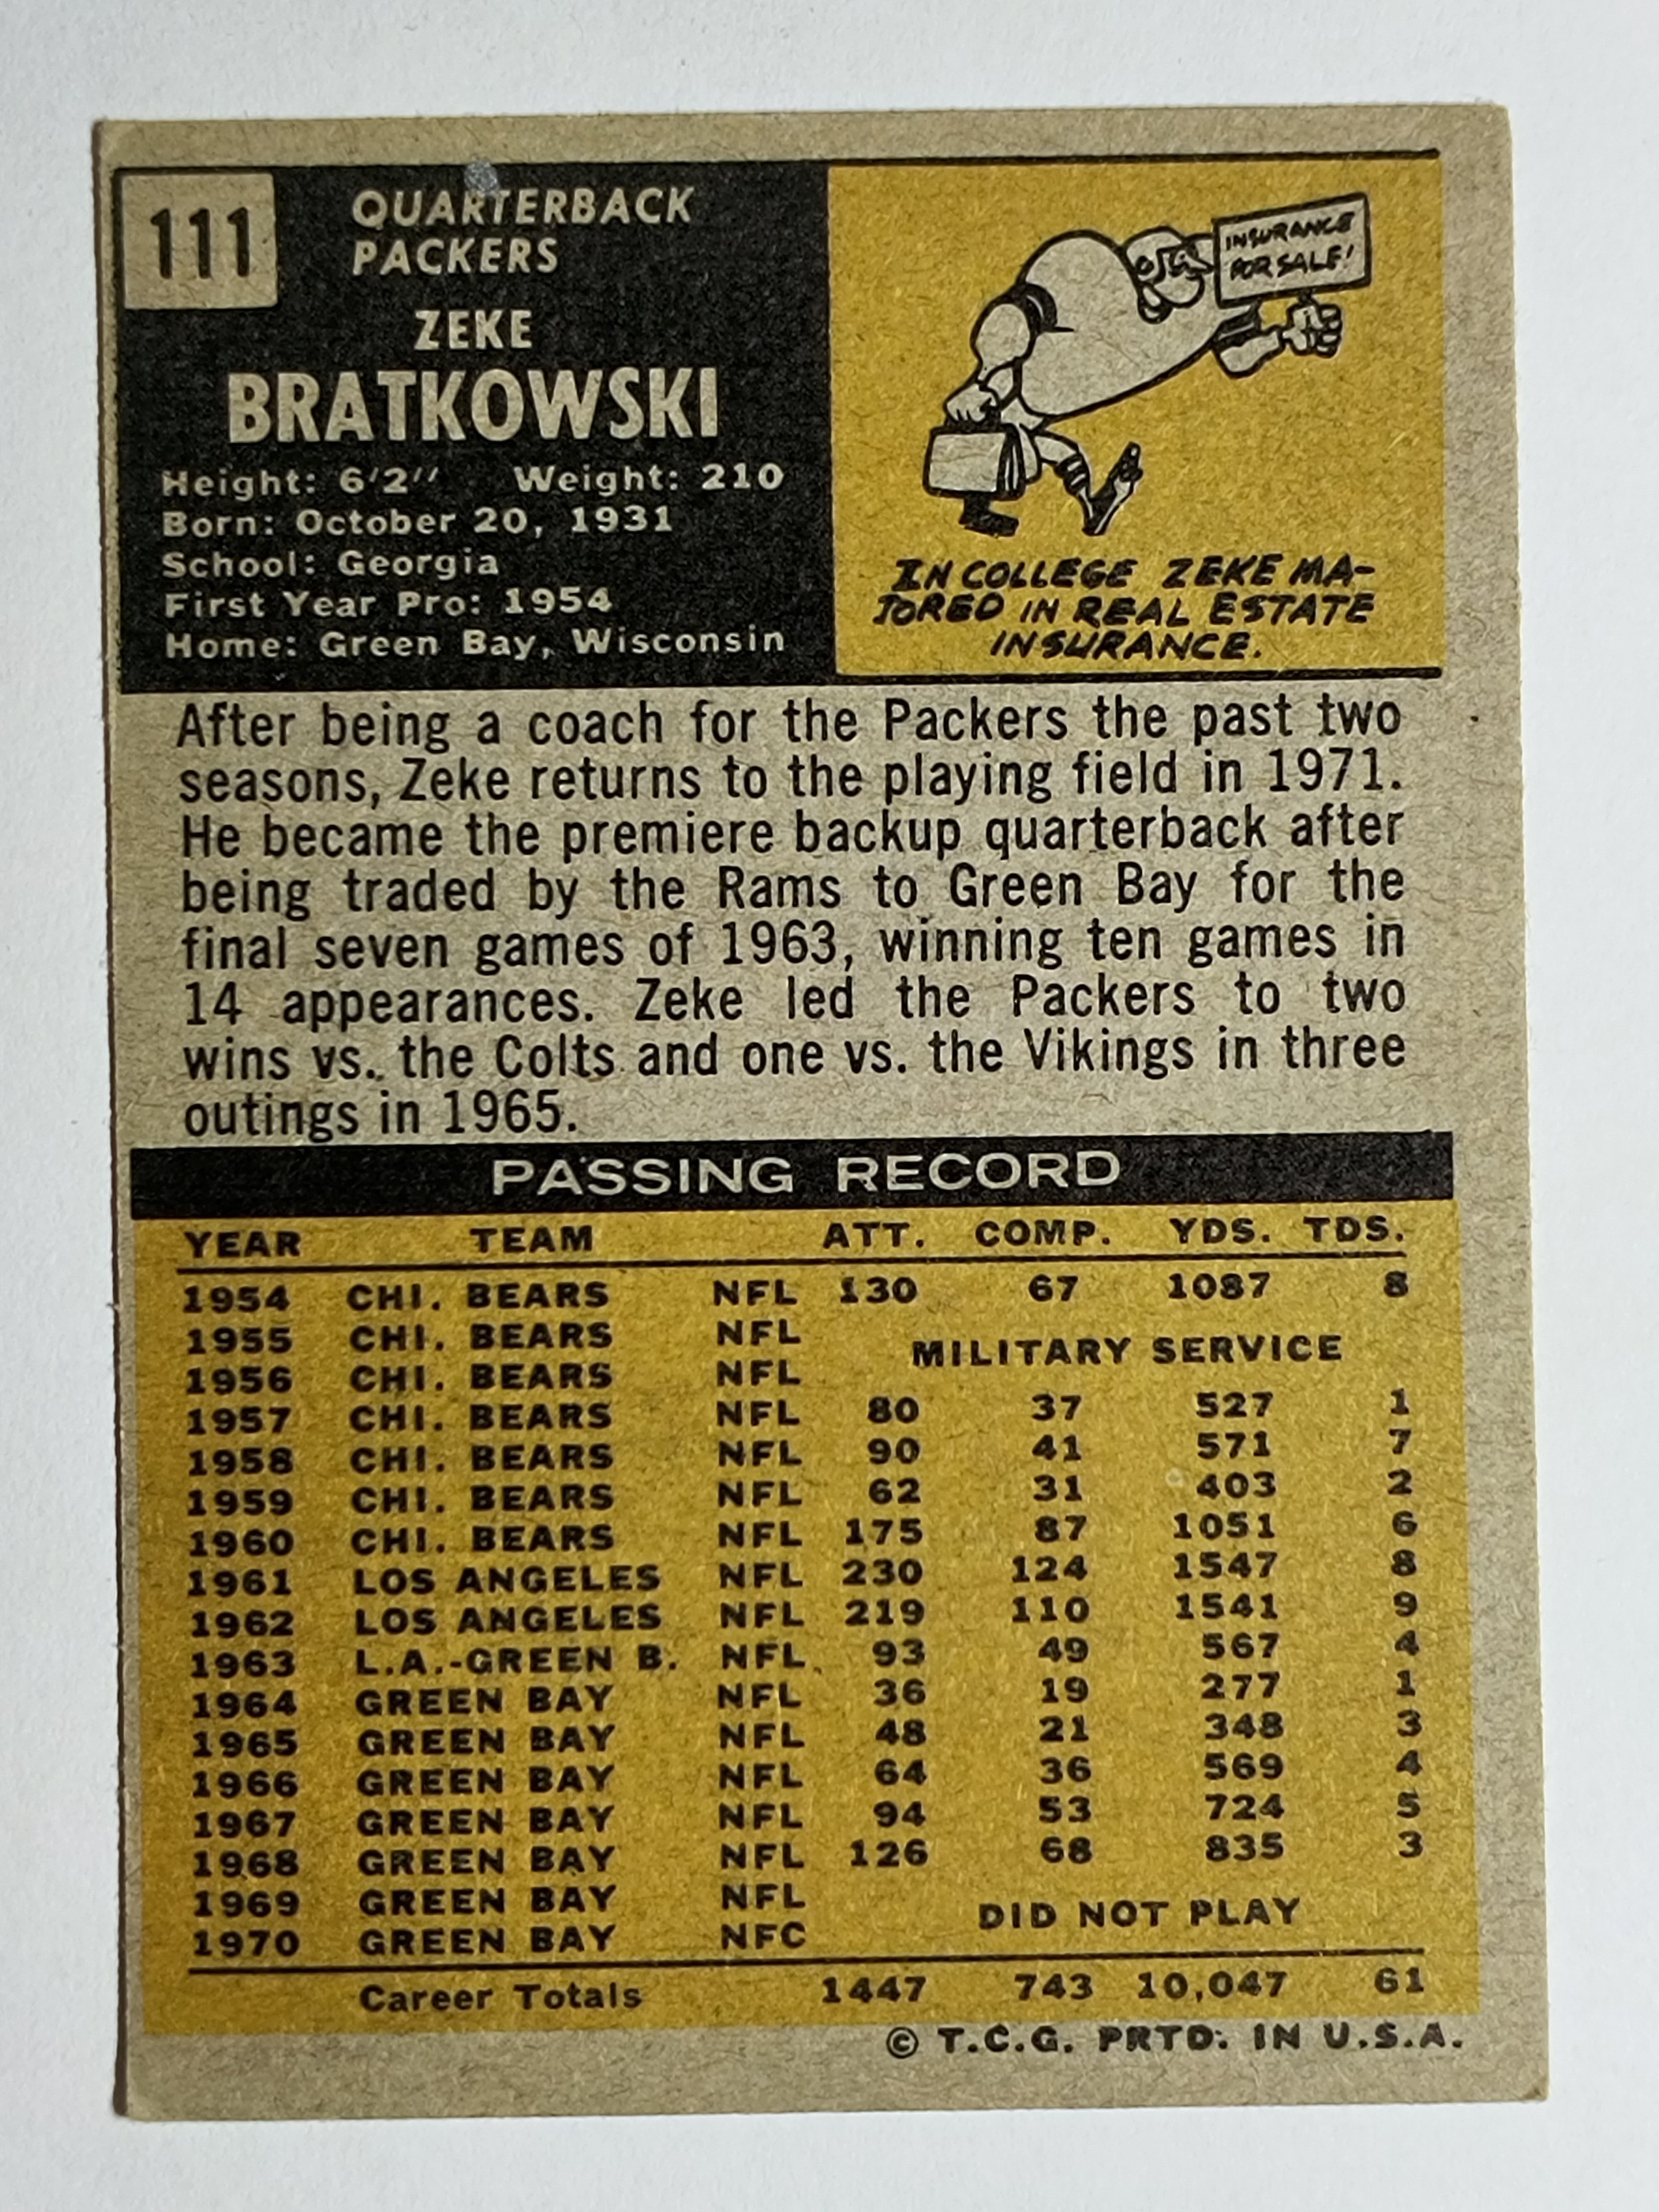 111
QUARTERBACK
PACKERS
ZEKE
BRATKOWSKI
Height: 6'2" Weight: 210
Born: October 20, 1931
School: Georgia
First Year Pro: 1954
Home: Green Bay, Wisconsin
INSURANCE
FOR SALE!
IN COLLEGE ZEKE MA-
JORED IN REAL ESTATE
INSURANCE.
After being a coach for the Packers the past two
seasons, Zeke returns to the playing field in 1971.
He became the premiere backup quarterback after
being traded by the Rams to Green Bay for the
final seven games of 1963, winning ten games in
14 appearances. Zeke led the Packers to two
wins vs. the Colts and one vs. the Vikings in three
outings in 1965.
PASSING RECORD
YEAR TEAM ATT. COMP. YDS. TDS.
1954 CHI. BEARS NFL 130 67 1087 8
1955 CHI. BEARS NFL
MILITARY SERVICE
1956 CHI. BEARS NFL
1957 CHI. BEARS NFL 80 37 527 1
1958 CHI. BEARS NFL 90 41 571 7
1959 CHI. BEARS NFL 62 31 403 2
1960 CHI. BEARS NFL 175 87 1051 6
1961 LOS ANGELES NFL 230 124 1547 8
1962 LOS ANGELES NFL 219 110 1541 9
1963 L.A.-GREEN B. NFL 93 49 567 4
1964 GREEN BAY NFL 36 19 277 1
1965 GREEN BAY NFL 48 21 348 3
1966 GREEN BAY NFL 64 36 569 4
1967 GREEN BAY NFL 94 53 724 5
1968 GREEN BAY NFL 126 68 835 3
1969 GREEN BAY NFL
DID NOT PLAY
1970 GREEN BAY NFC
Career Totals 1447 743 10,047 61
© T.C.G. PRTD. IN U.S.A.